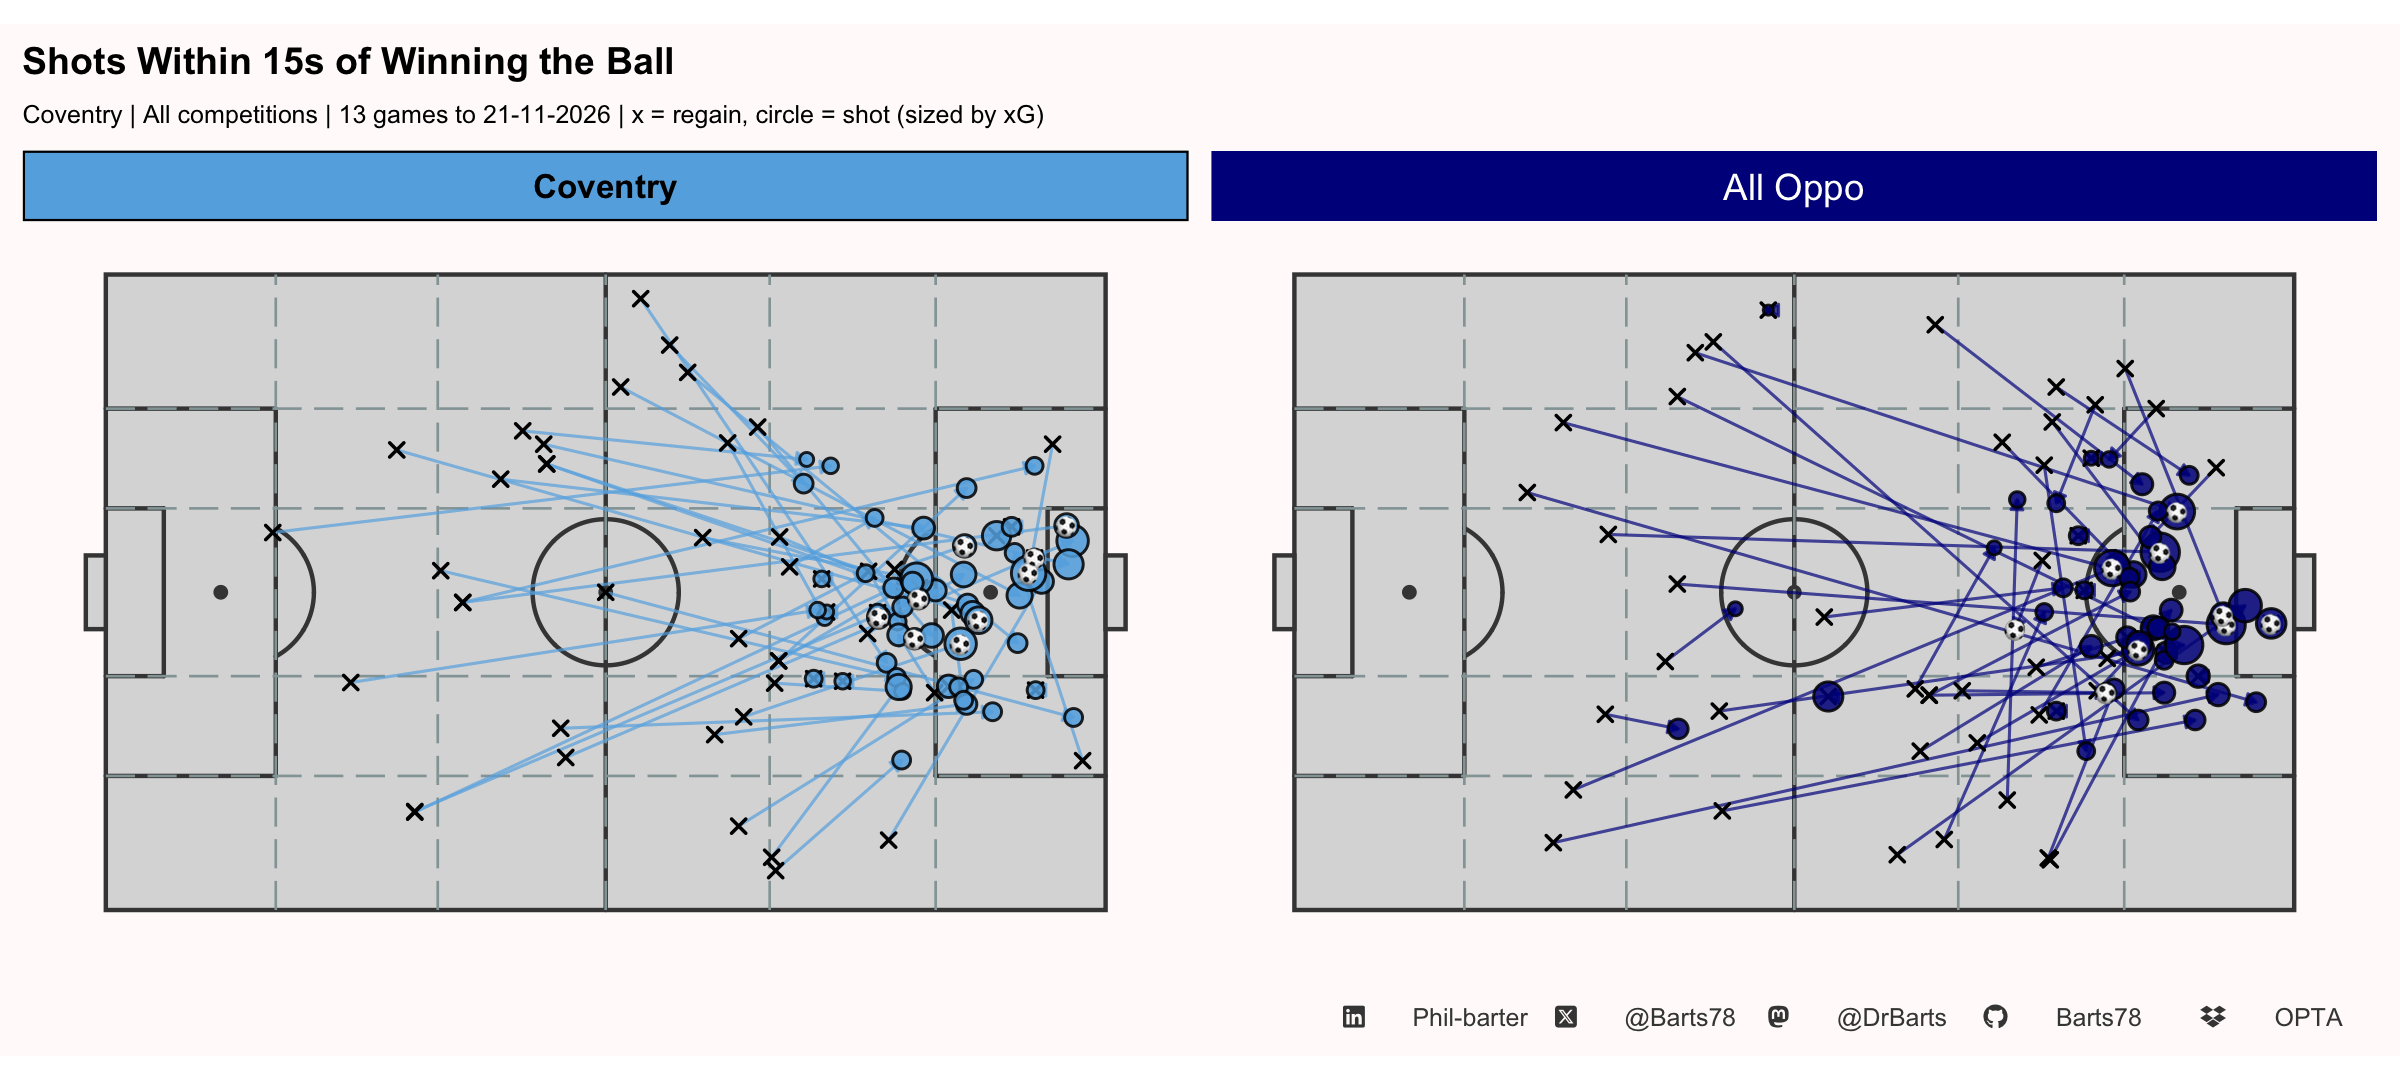 Shots Within 15s of Winning the Ball
Coventry | All competitions | 13 games to 21-11-2026 | x = regain, circle = shot (sized by xG)
Coventry
All Oppo
Phil-barter @Barts78 @DrBarts Barts78 OPTA